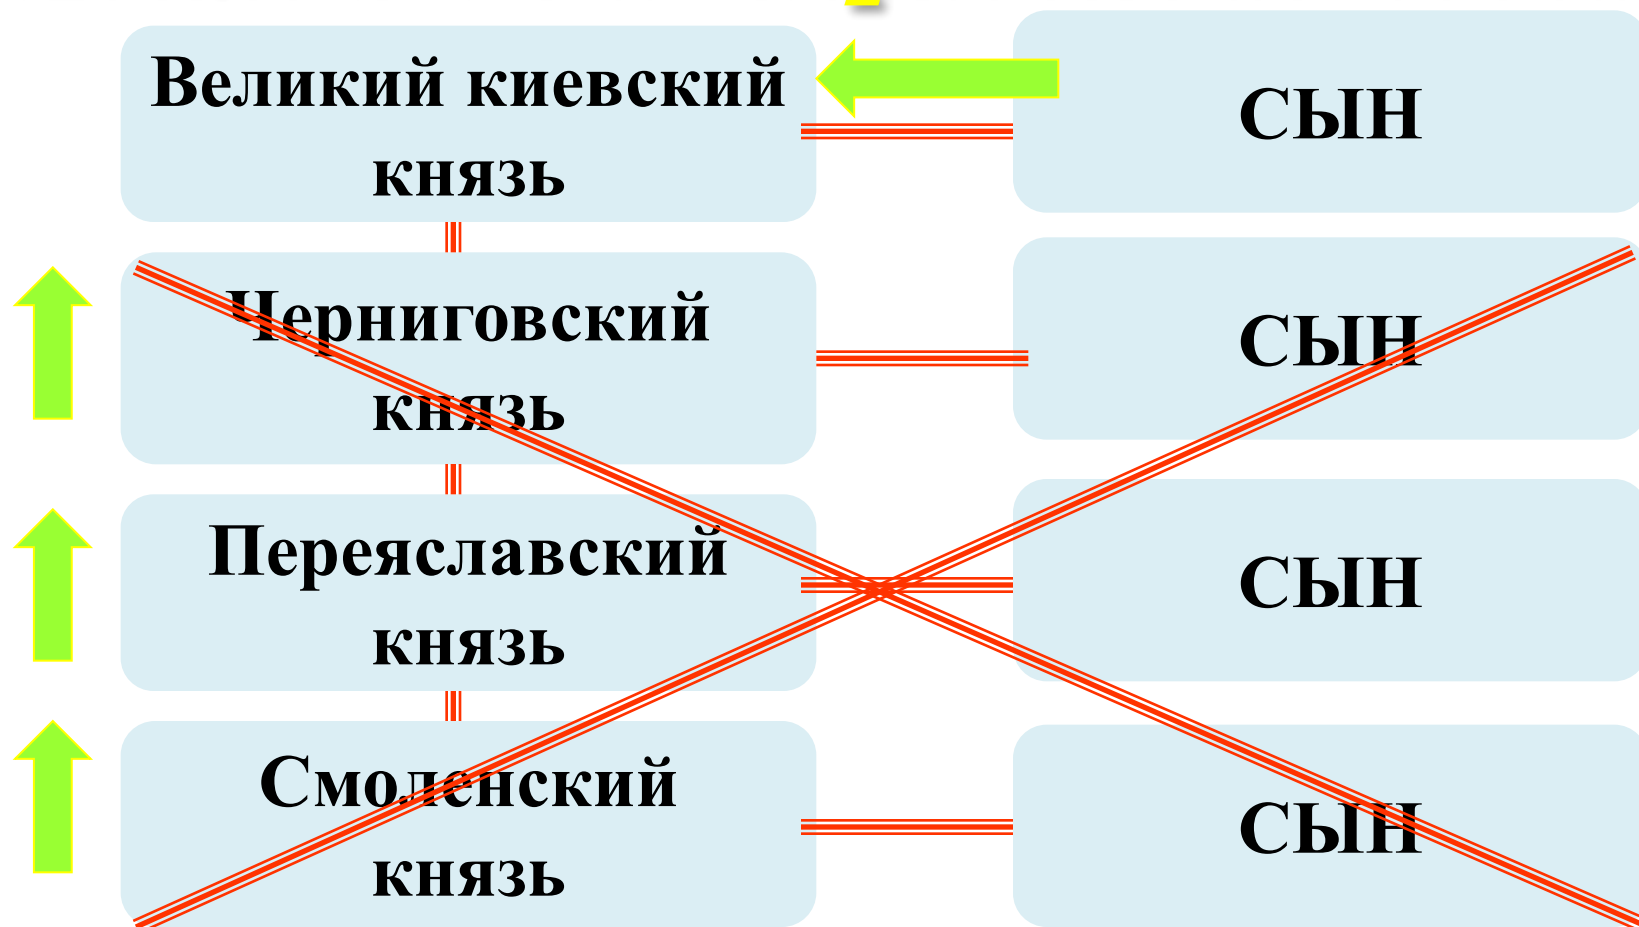 Великий киевский
князь
СЫН
Черниговский
князь
СЫН
Переяславский
князь
СЫН
Смоленский
князь
СЫН